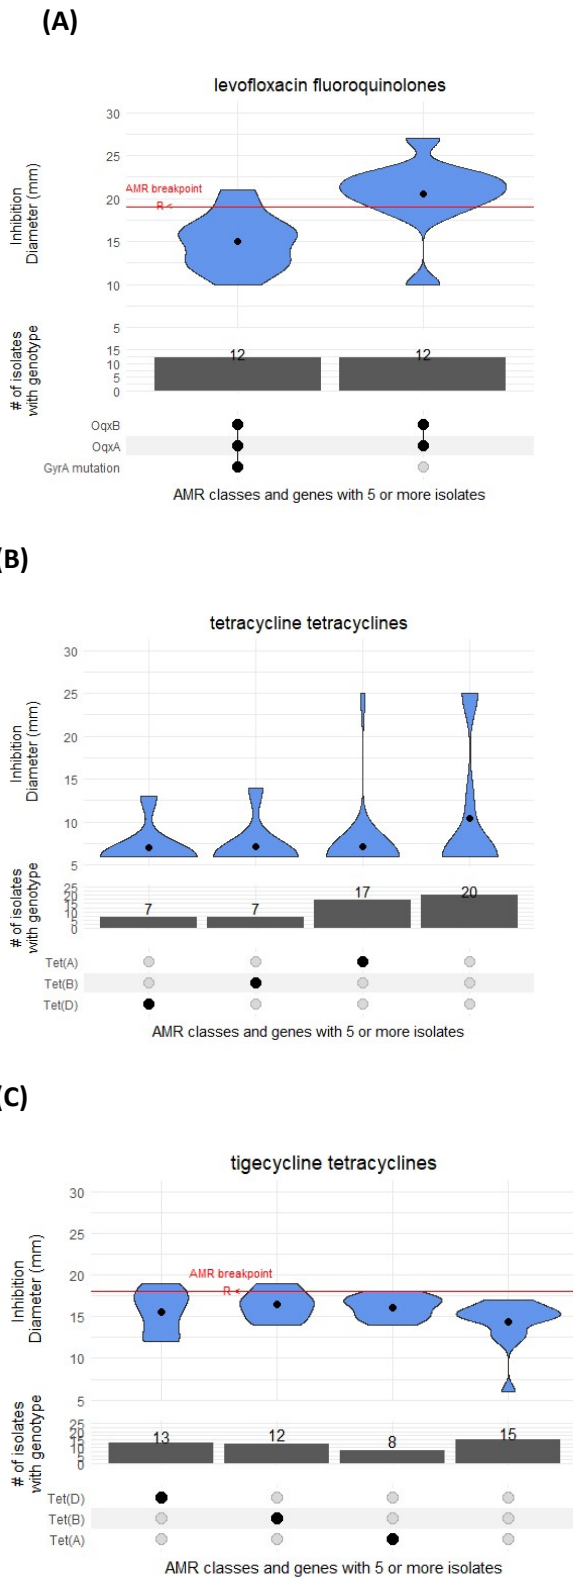 (A)
levofloxacin fluoroquinolones
30
25
20
15
10
5
Inhibition
Diameter (mm)
AMR breakpoint
R <
15
10
5
0
# of isolates
with genotype
12
12
OqxB
OqxA
GyrA mutation
AMR classes and genes with 5 or more isolates
(B)
tetracycline tetracyclines
30
25
20
15
10
5
Inhibition
Diameter (mm)
25
20
15
10
5
0
# of isolates
with genotype
7
7
17
20
Tet(A)
Tet(B)
Tet(D)
AMR classes and genes with 5 or more isolates
(C)
tigecycline tetracyclines
30
25
20
15
10
5
Inhibition
Diameter (mm)
AMR breakpoint
R <
25
20
15
10
5
0
# of isolates
with genotype
13
12
8
15
Tet(D)
Tet(B)
Tet(A)
AMR classes and genes with 5 or more isolates